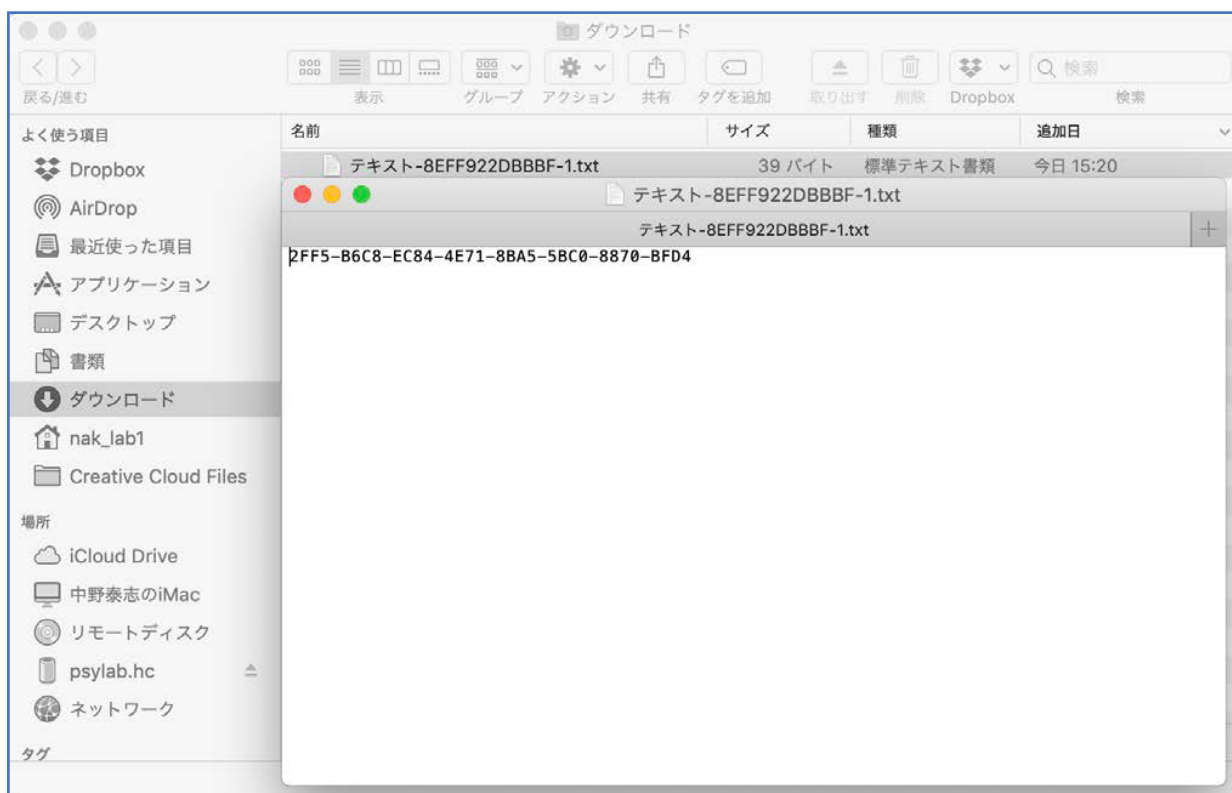 ダウンロード
戻る/進む
表示
グループ
アクション
共有
タグを追加
取り出す
削除
Dropbox
検索
検索
よく使う項目
Dropbox
AirDrop
最近使った項目
アプリケーション
デスクトップ
書類
ダウンロード
nak_lab1
Creative Cloud Files
場所
iCloud Drive
中野泰志のiMac
リモートディスク
psylab.hc
ネットワーク
タグ
名前 サイズ 種類 追加日
テキスト-8EFF922DBBBF-1.txt 39 バイト 標準テキスト書類 今日 15:20
テキスト-8EFF922DBBBF-1.txt
テキスト-8EFF922DBBBF-1.txt
2FF5-B6C8-EC84-4E71-8BA5-5BC0-8870-BFD4